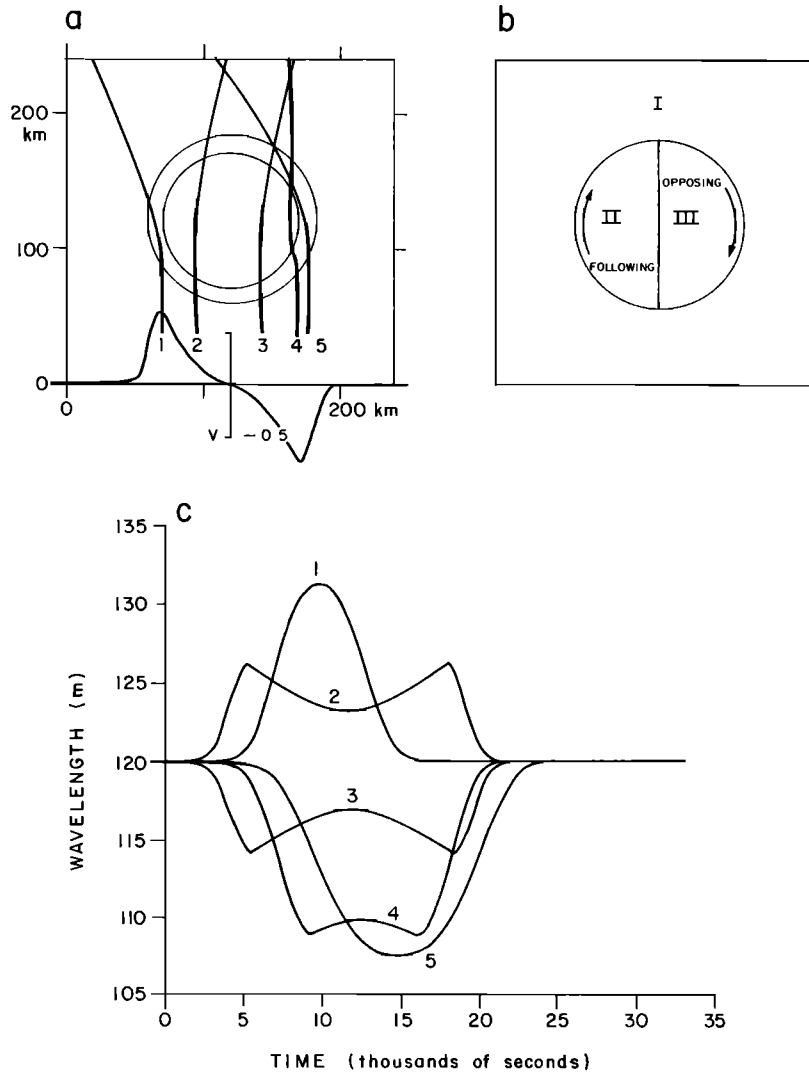 a
200
km
100
0
1 2 3 4 5
0
200 km
V
-0 5
b
I
OPPOSING
II
III
FOLLOWING
c
135
130
125
120
115
110
105
WAVELENGTH (m)
1
2
3
4
5
0 5 10 15 20 25 30 35
TIME (thousands of seconds)